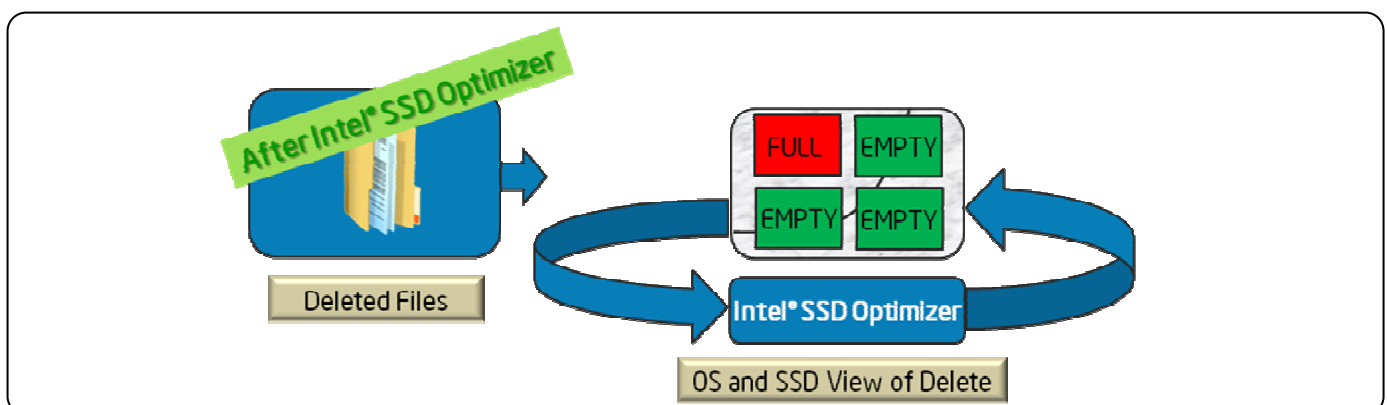 After Intel® SSD Optimizer
FULL EMPTY
EMPTY EMPTY
Deleted Files
Intel® SSD Optimizer
OS and SSD View of Delete